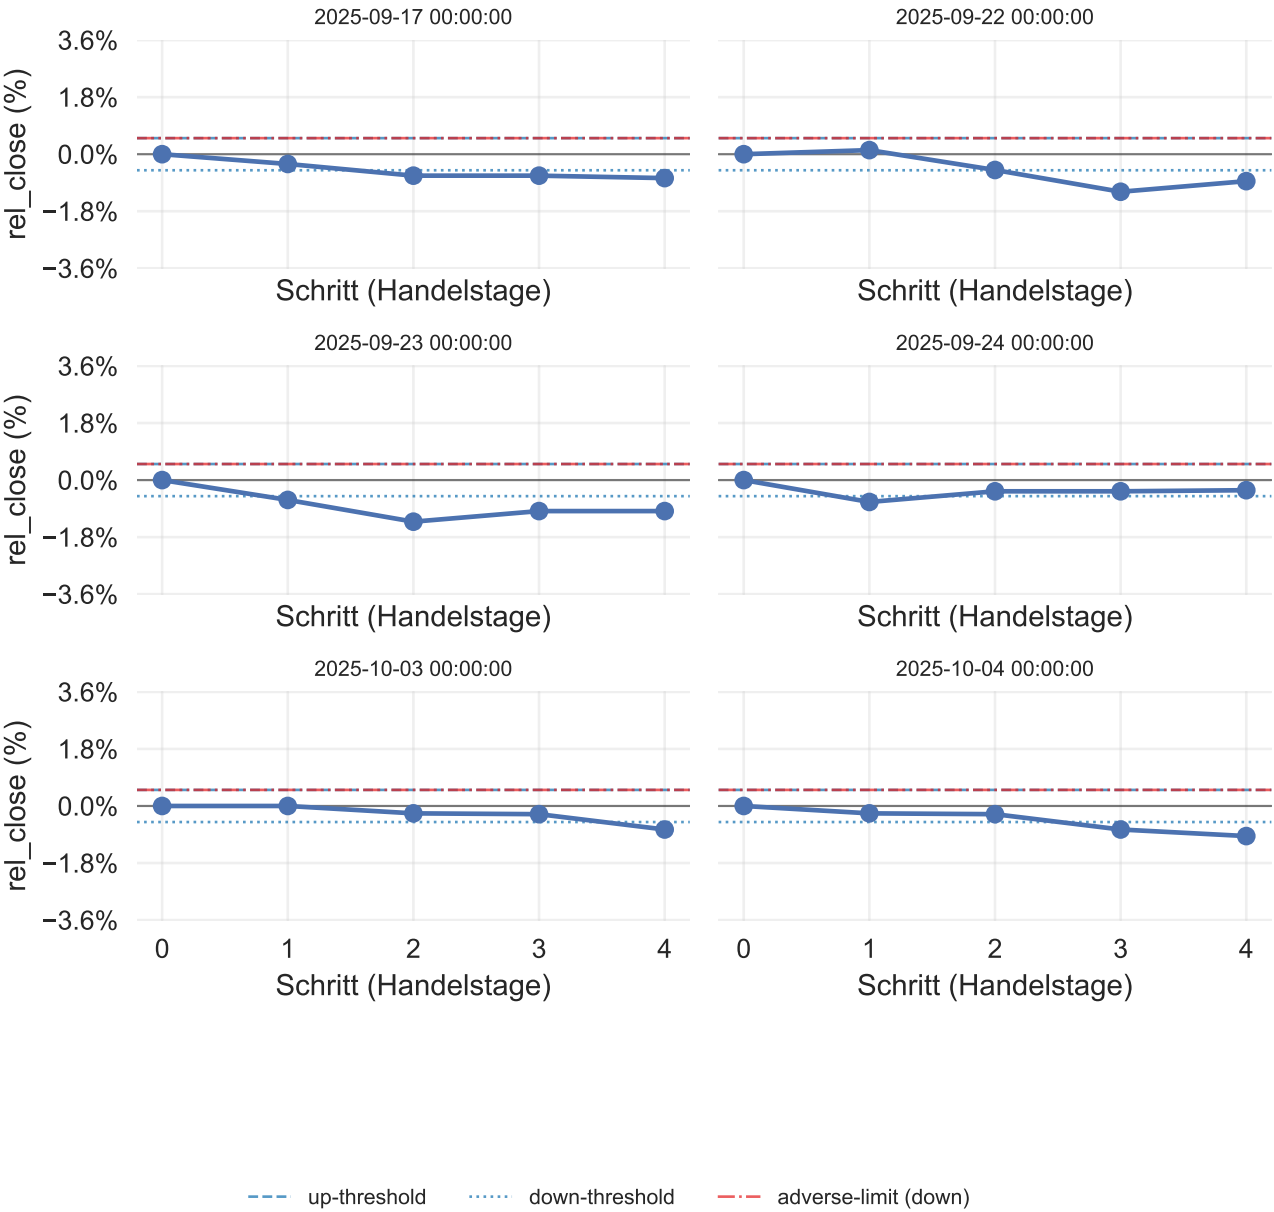 2025-09-17 00:00:00
2025-09-22 00:00:00
3.6%
1.8%
0.0%
−1.8%
−3.6%
rel_close (%)
Schritt (Handelstage)
Schritt (Handelstage)
2025-09-23 00:00:00
2025-09-24 00:00:00
3.6%
1.8%
0.0%
−1.8%
−3.6%
rel_close (%)
Schritt (Handelstage)
Schritt (Handelstage)
2025-10-03 00:00:00
2025-10-04 00:00:00
3.6%
1.8%
0.0%
−1.8%
−3.6%
rel_close (%)
0 1 2 3 4
0 1 2 3 4
Schritt (Handelstage)
Schritt (Handelstage)
up-threshold down-threshold adverse-limit (down)